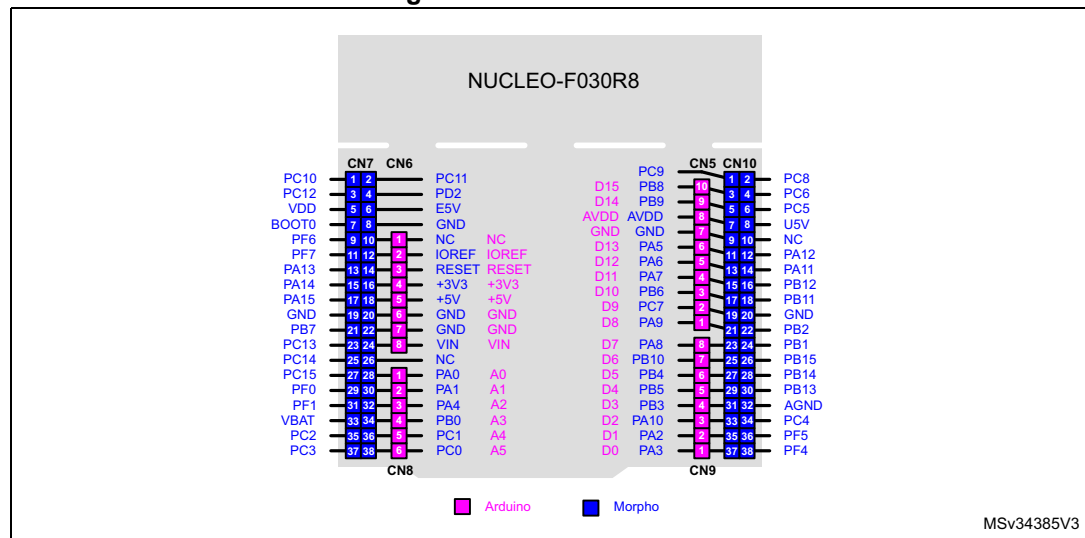 g
NUCLEO-F030R8
CN7 CN6 CN5 CN10
PC9
PC10 1 2 PC11 D15 PB8 10 1 2 PC8
PC12 3 4 PD2 D14 PB9 9 3 4 PC6
VDD 5 6 E5V AVDD AVDD 8 5 6 PC5
BOOT0 7 8 GND GND GND 7 7 8 U5V
PF6 9 10 1 NC NC D13 PA5 6 9 10 NC
PF7 11 12 2 IOREF IOREF D12 PA6 5 11 12 PA12
PA13 13 14 3 RESET RESET D11 PA7 4 13 14 PA11
PA14 15 16 4 +3V3 +3V3 D10 PB6 3 15 16 PB12
PA15 17 18 5 +5V +5V D9 PC7 2 17 18 PB11
GND 19 20 6 GND GND D8 PA9 1 19 20 GND
PB7 21 22 7 GND GND 21 22 PB2
PC13 23 24 8 VIN VIN D7 PA8 8 23 24 PB1
PC14 25 26 NC D6 PB10 7 25 26 PB15
PC15 27 28 1 PA0 A0 D5 PB4 6 27 28 PB14
PF0 29 30 2 PA1 A1 D4 PB5 5 29 30 PB13
PF1 31 32 3 PA4 A2 D3 PB3 4 31 32 AGND
VBAT 33 34 4 PB0 A3 D2 PA10 3 33 34 PC4
PC2 35 36 5 PC1 A4 D1 PA2 2 35 36 PF5
PC3 37 38 6 PC0 A5 D0 PA3 1 37 38 PF4
CN8 CN9
Arduino Morpho
MSv34385V3